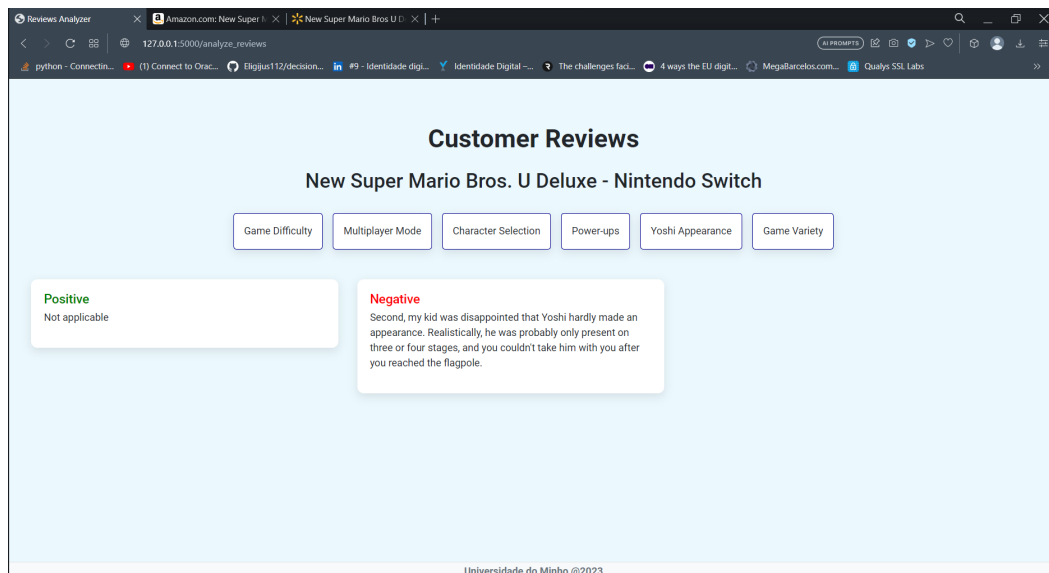 Reviews Analyzer
Amazon.com: New Super M
New Super Mario Bros U D
127.0.0.1:5000/analyze_reviews
AI PROMPTS
python - Connectin...
(1) Connect to Orac...
Eligijus112/decision...
#9 - Identidade digi...
Identidade Digital –...
The challenges faci...
4 ways the EU digit...
MegaBarcelos.com...
Qualys SSL Labs
Customer Reviews
New Super Mario Bros. U Deluxe - Nintendo Switch
Game Difficulty
Multiplayer Mode
Character Selection
Power-ups
Yoshi Appearance
Game Variety
Positive
Not applicable
Negative
Second, my kid was disappointed that Yoshi hardly made an
appearance. Realistically, he was probably only present on
three or four stages, and you couldn't take him with you after
you reached the flagpole.
Universidade do Minho @2023